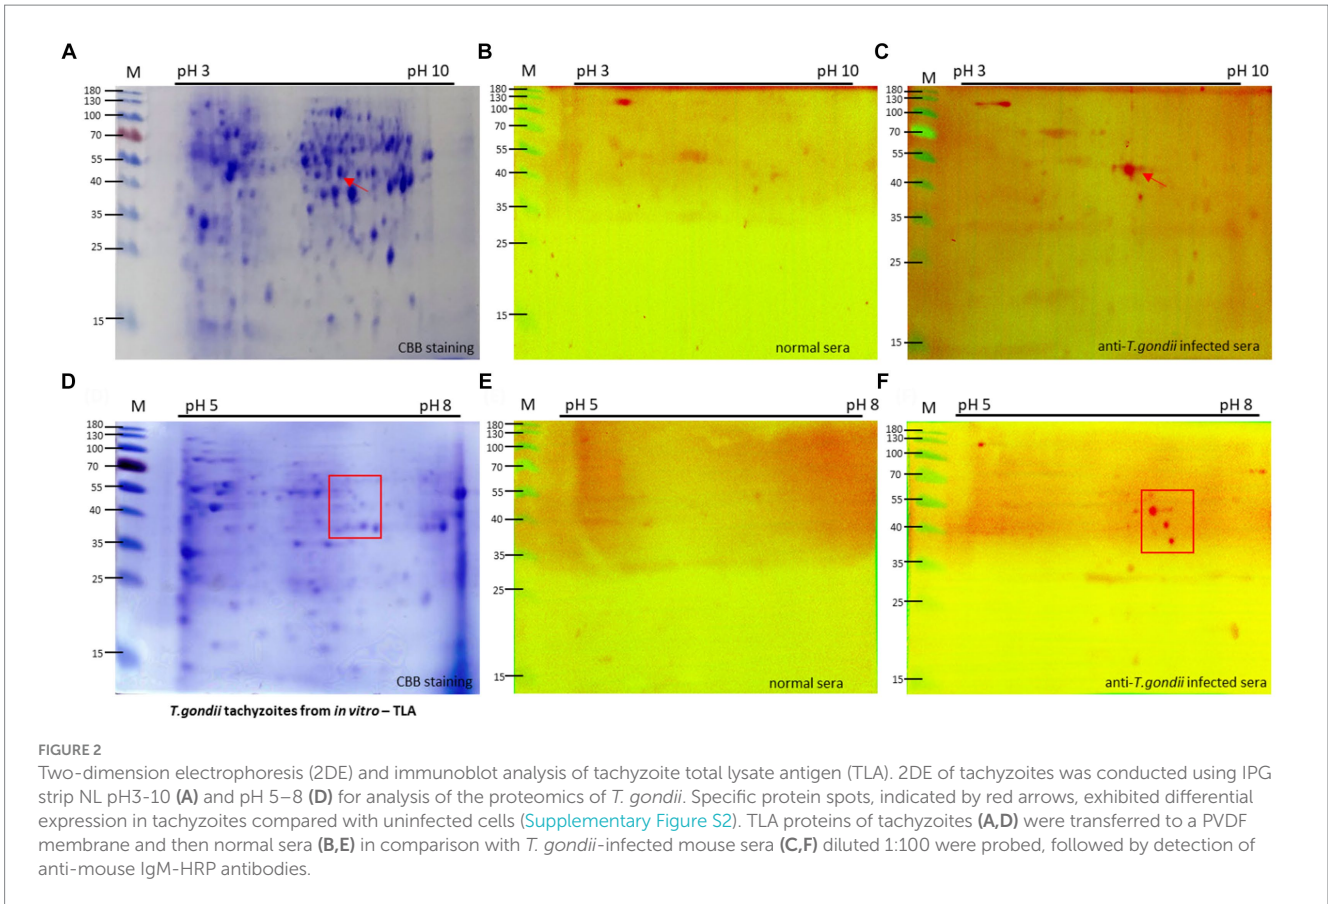 A
B
C
M
pH 3
pH 10
M
pH 3
pH 10
M
pH 3
pH 10
180
130
100
70
55
40
35
25
15
180
130
100
70
55
40
35
25
15
180
130
100
70
55
40
35
25
15
CBB staining
normal sera
anti-T.gondii infected sera
D
E
F
M
pH 5
pH 8
M
pH 5
pH 8
M
pH 5
pH 8
180
130
100
70
55
40
35
25
15
180
130
100
70
55
40
35
25
15
180
130
100
70
55
40
35
25
15
CBB staining
normal sera
anti-T.gondii infected sera
T.gondii tachyzoites from in vitro – TLA
FIGURE 2
Two-dimension electrophoresis (2DE) and immunoblot analysis of tachyzoite total lysate antigen (TLA). 2DE of tachyzoites was conducted using IPG
strip NL pH3-10 (A) and pH 5–8 (D) for analysis of the proteomics of T. gondii. Specific protein spots, indicated by red arrows, exhibited differential
expression in tachyzoites compared with uninfected cells (Supplementary Figure S2). TLA proteins of tachyzoites (A,D) were transferred to a PVDF
membrane and then normal sera (B,E) in comparison with T. gondii-infected mouse sera (C,F) diluted 1:100 were probed, followed by detection of
anti-mouse IgM-HRP antibodies.